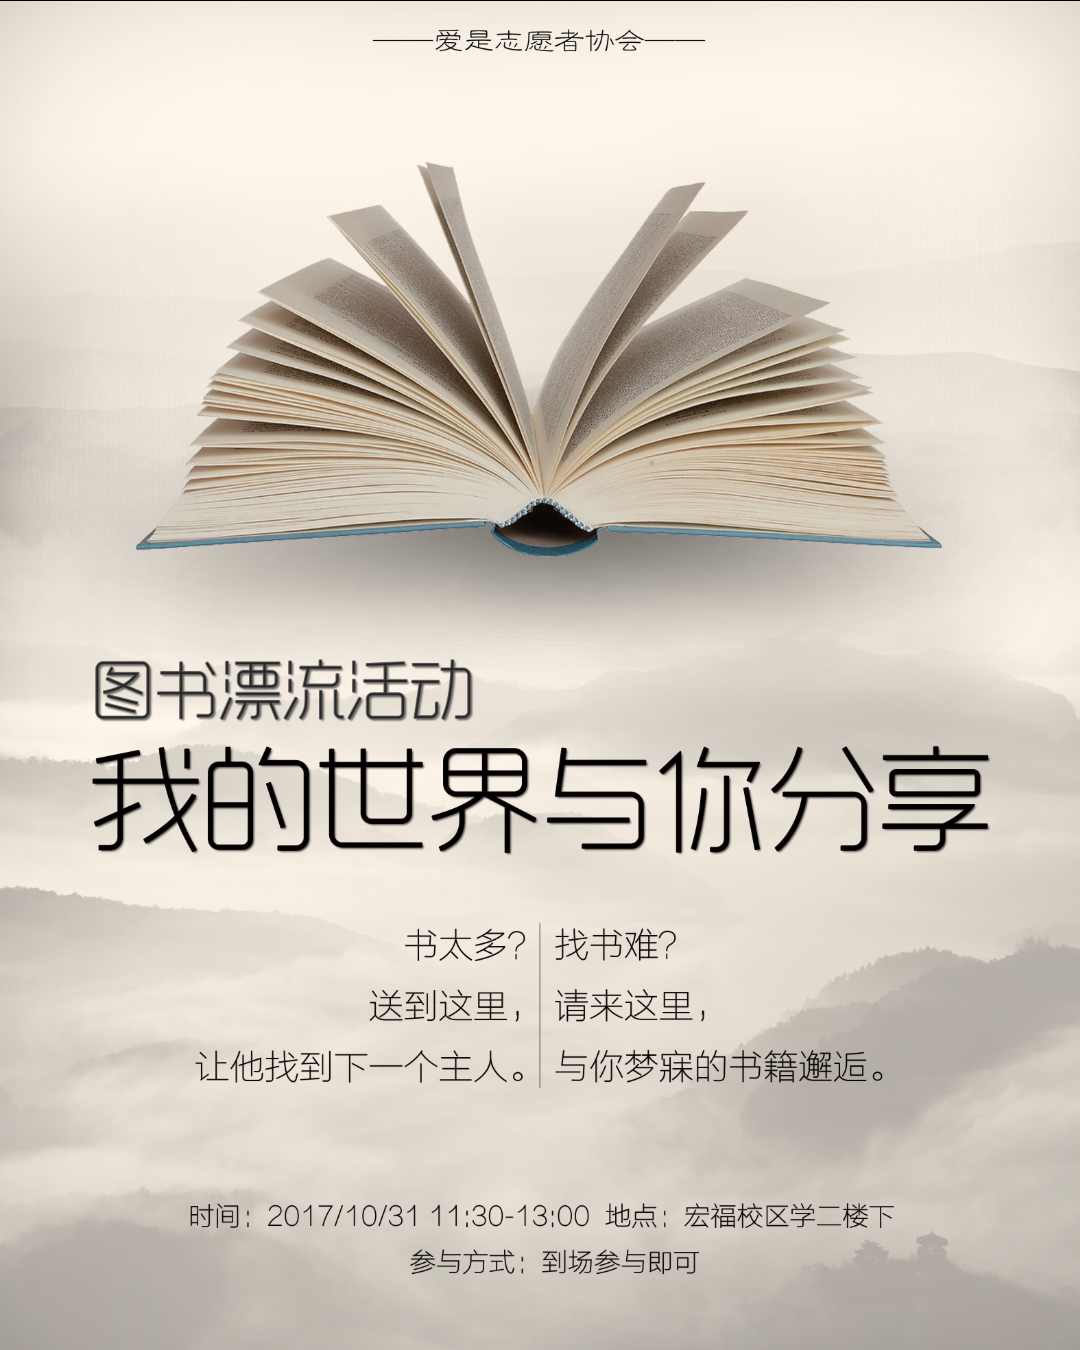 ——爱是志愿者协会——
图书漂流活动
我的世界与你分享
书太多?
送到这里,
让他找到下一个主人。
找书难?
请来这里,
与你梦寐的书籍邂逅。
时间: 2017/10/31 11:30-13:00 地点: 宏福校区学二楼下
参与方式: 到场参与即可